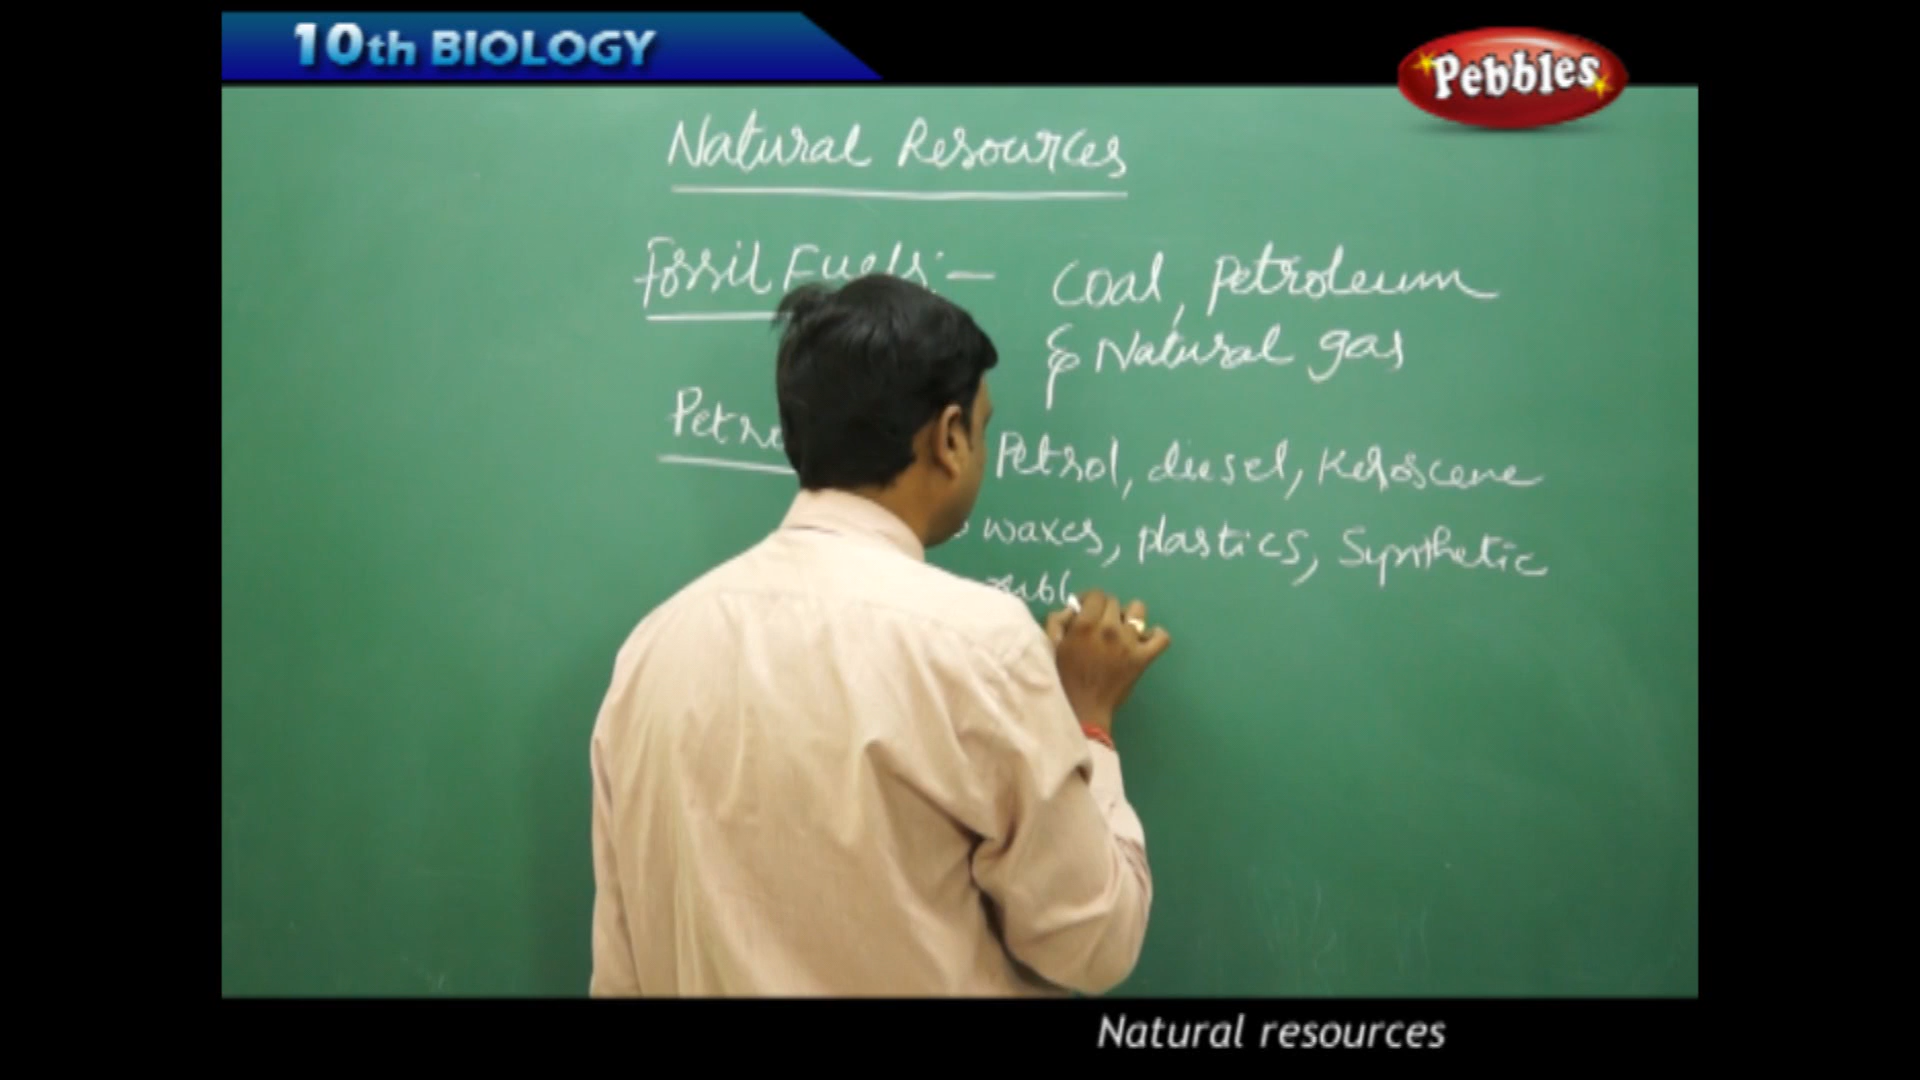 10th BIOLOGY
Pebbles
Natural Resources
Fossil Fuels:— Coal, Petroleum
& Natural gas
Petrol, diesel, Keroscene
waxes, plastics, Synthetic
Natural resources